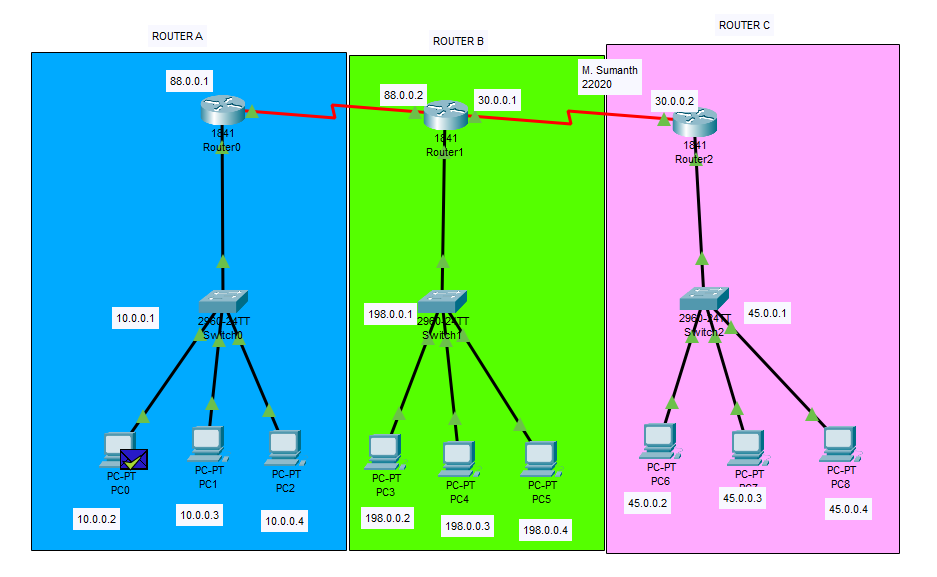 ROUTER A
ROUTER B
ROUTER C
88.0.0.1
88.0.0.2
30.0.0.1
M. Sumanth
22020
30.0.0.2
1841
Router0
1841
Router1
1841
Router2
10.0.0.1
2960-24TT
Switch0
198.0.0.1
2960-24TT
Switch1
2960-24TT
Switch2
45.0.0.1
PC-PT
PC0
PC-PT
PC1
PC-PT
PC2
PC-PT
PC3
PC-PT
PC4
PC-PT
PC5
PC-PT
PC6
PC-PT
PC7
PC-PT
PC8
10.0.0.2
10.0.0.3
10.0.0.4
198.0.0.2
198.0.0.3
198.0.0.4
45.0.0.2
45.0.0.3
45.0.0.4